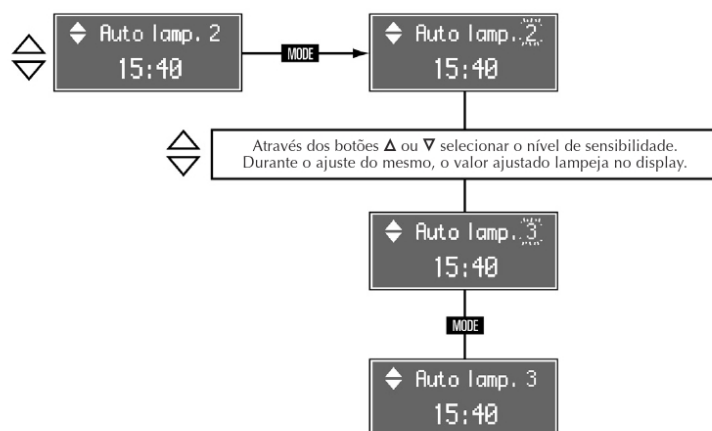 Auto lamp. 2
15:40
MODE
Auto lamp. 2
15:40
Através dos botões Δ ou ∇ selecionar o nível de sensibilidade.
Durante o ajuste do mesmo, o valor ajustado lampeja no display.
Auto lamp. 3
15:40
MODE
Auto lamp. 3
15:40